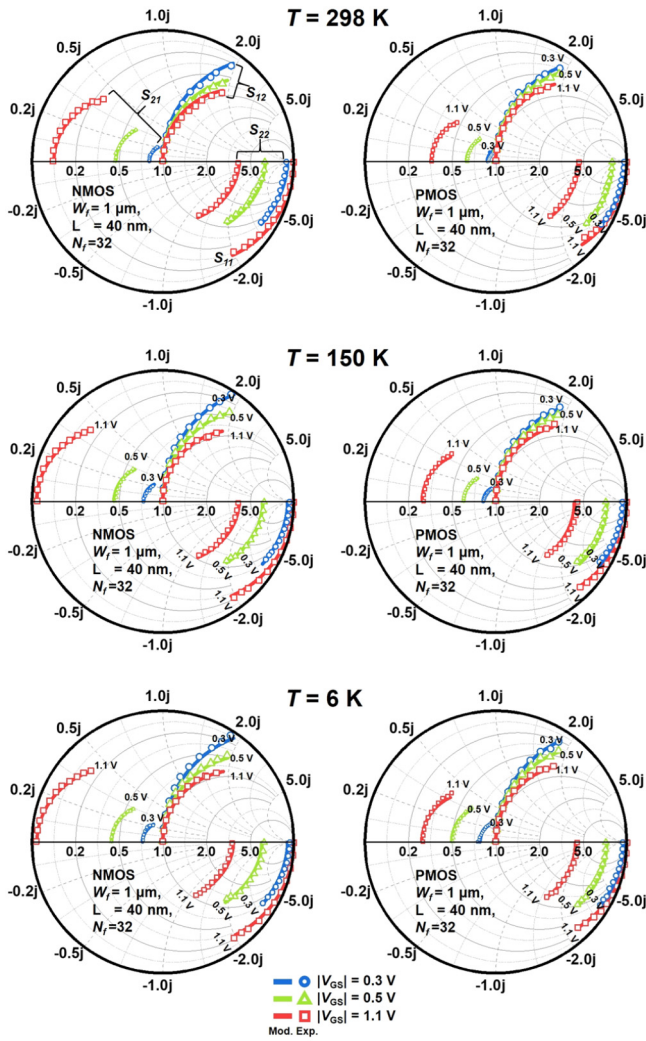 T = 298 K
1.0j
0.5j
2.0j
0.2j
5.0j
S21
S12
S22
0.2 0.5 1.0 2.0 5.0
-0.2j
-5.0j
NMOS
Wf = 1 μm,
L = 40 nm,
Nf =32
S11
-0.5j
-2.0j
-1.0j
1.0j
0.5j
2.0j
0.3 V
0.5 V
1.1 V
0.2j
5.0j
1.1 V
0.5 V
0.3 V
0.2 0.5 1.0 2.0 5.0
-0.2j
-5.0j
PMOS
Wf = 1 μm,
L = 40 nm,
Nf =32
1.1 V
0.5 V
0.3 V
1.1 V
-0.5j
-2.0j
-1.0j
T = 150 K
1.0j
0.5j
2.0j
0.3 V
0.5 V
1.1 V
0.2j
5.0j
1.1 V
0.5 V
0.3 V
0.2 0.5 1.0 2.0 5.0
-0.2j
-5.0j
NMOS
Wf = 1 μm,
L = 40 nm,
Nf =32
1.1 V
0.5 V
0.3 V
1.1 V
-0.5j
-2.0j
-1.0j
1.0j
0.5j
2.0j
0.3 V
0.5 V
1.1 V
0.2j
5.0j
1.1 V
0.5 V
0.3 V
0.2 0.5 1.0 2.0 5.0
-0.2j
-5.0j
PMOS
Wf = 1 μm,
L = 40 nm,
Nf =32
1.1 V
0.5 V
0.3 V
1.1 V
-0.5j
-2.0j
-1.0j
T = 6 K
1.0j
0.5j
2.0j
0.3 V
0.5 V
1.1 V
0.2j
5.0j
1.1 V
0.5 V
0.3 V
0.2 0.5 1.0 2.0 5.0
-0.2j
-5.0j
NMOS
Wf = 1 μm,
L = 40 nm,
Nf =32
1.1 V
0.5 V
0.3 V
1.1 V
-0.5j
-2.0j
-1.0j
1.0j
0.5j
2.0j
0.3 V
0.5 V
1.1 V
0.2j
5.0j
1.1 V
0.5 V
0.3 V
0.2 0.5 1.0 2.0 5.0
-0.2j
-5.0j
PMOS
Wf = 1 μm,
L = 40 nm,
Nf =32
1.1 V
0.5 V
0.3 V
1.1 V
-0.5j
-2.0j
-1.0j
|VGS| = 0.3 V
|VGS| = 0.5 V
|VGS| = 1.1 V
Mod. Exp.